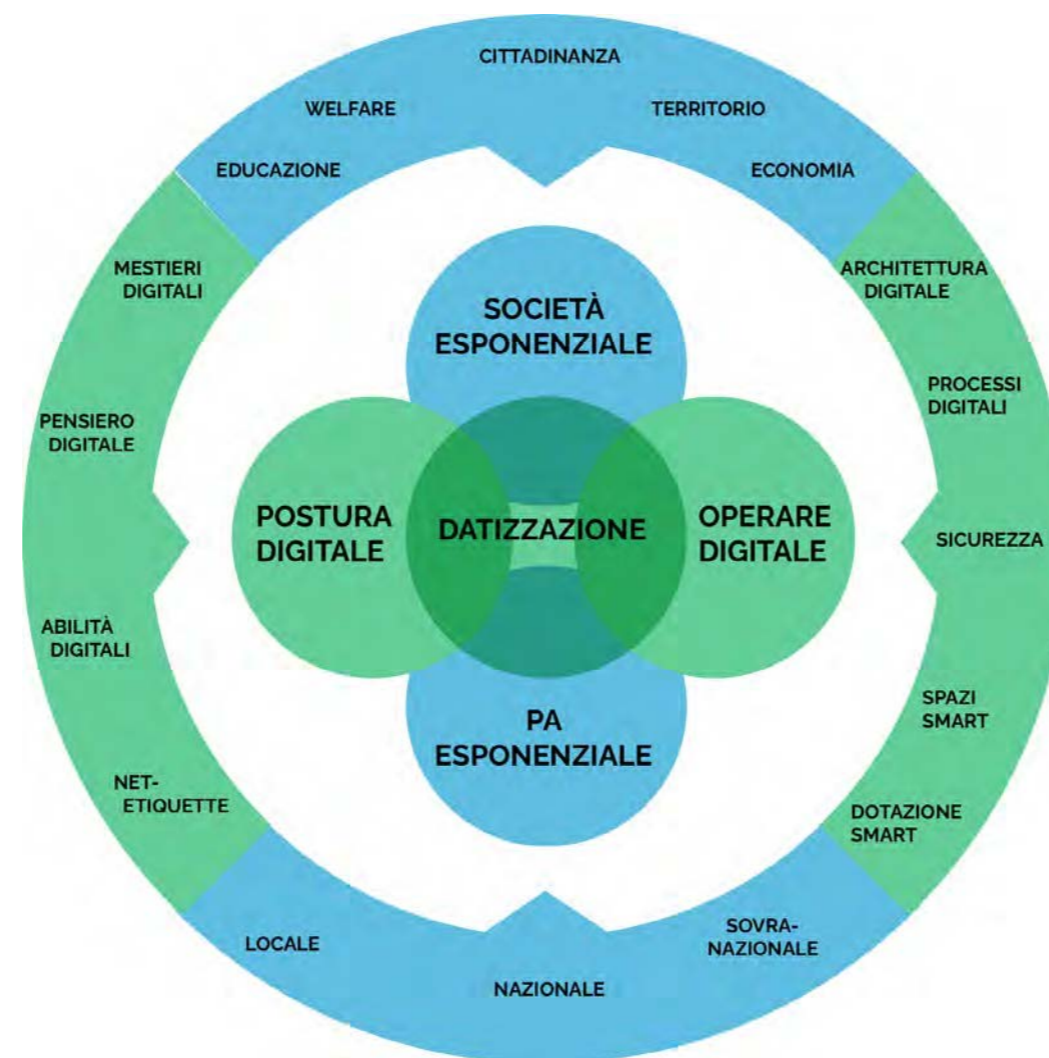 CITTADINANZA
WELFARE
TERRITORIO
EDUCAZIONE
ECONOMIA
MESTIERI
DIGITALI
ARCHITETTURA
DIGITALE
SOCIETÀ
ESPONENZIALE
PENSIERO
DIGITALE
PROCESSI
DIGITALI
POSTURA
DIGITALE
DATIZZAZIONE
OPERARE
DIGITALE
SICUREZZA
ABILITÀ
DIGITALI
SPAZI
SMART
PA
ESPONENZIALE
NET-
ETIQUETTE
DOTAZIONE
SMART
LOCALE
SOVRA-
NAZIONALE
NAZIONALE